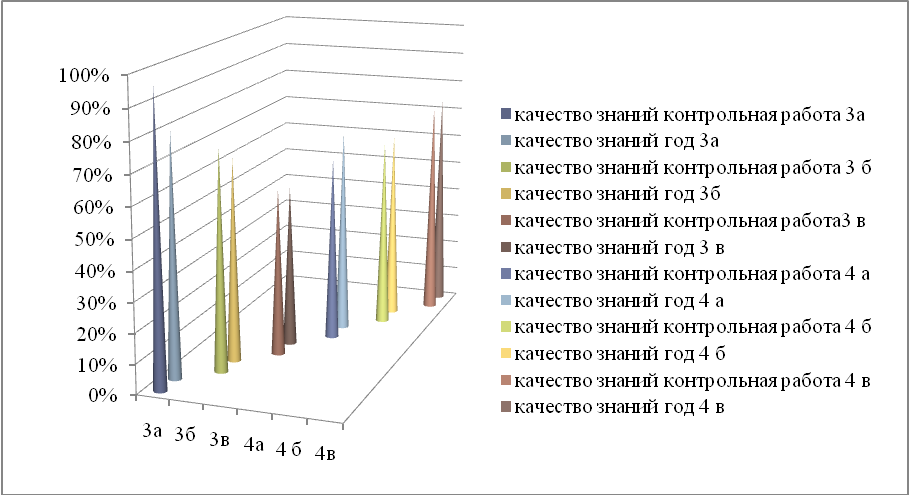 100%
90%
80%
70%
60%
50%
40%
30%
20%
10%
0%
3а 3б 3в 4а 4 б 4в
качество знаний контрольная работа 3а
качество знаний год 3а
качество знаний контрольная работа 3 б
качество знаний год 3б
качество знаний контрольная работа3 в
качество знаний год 3 в
качество знаний контрольная работа 4 а
качество знаний год 4 а
качество знаний контрольная работа 4 б
качество знаний год 4 б
качество знаний контрольная работа 4 в
качество знаний год 4 в